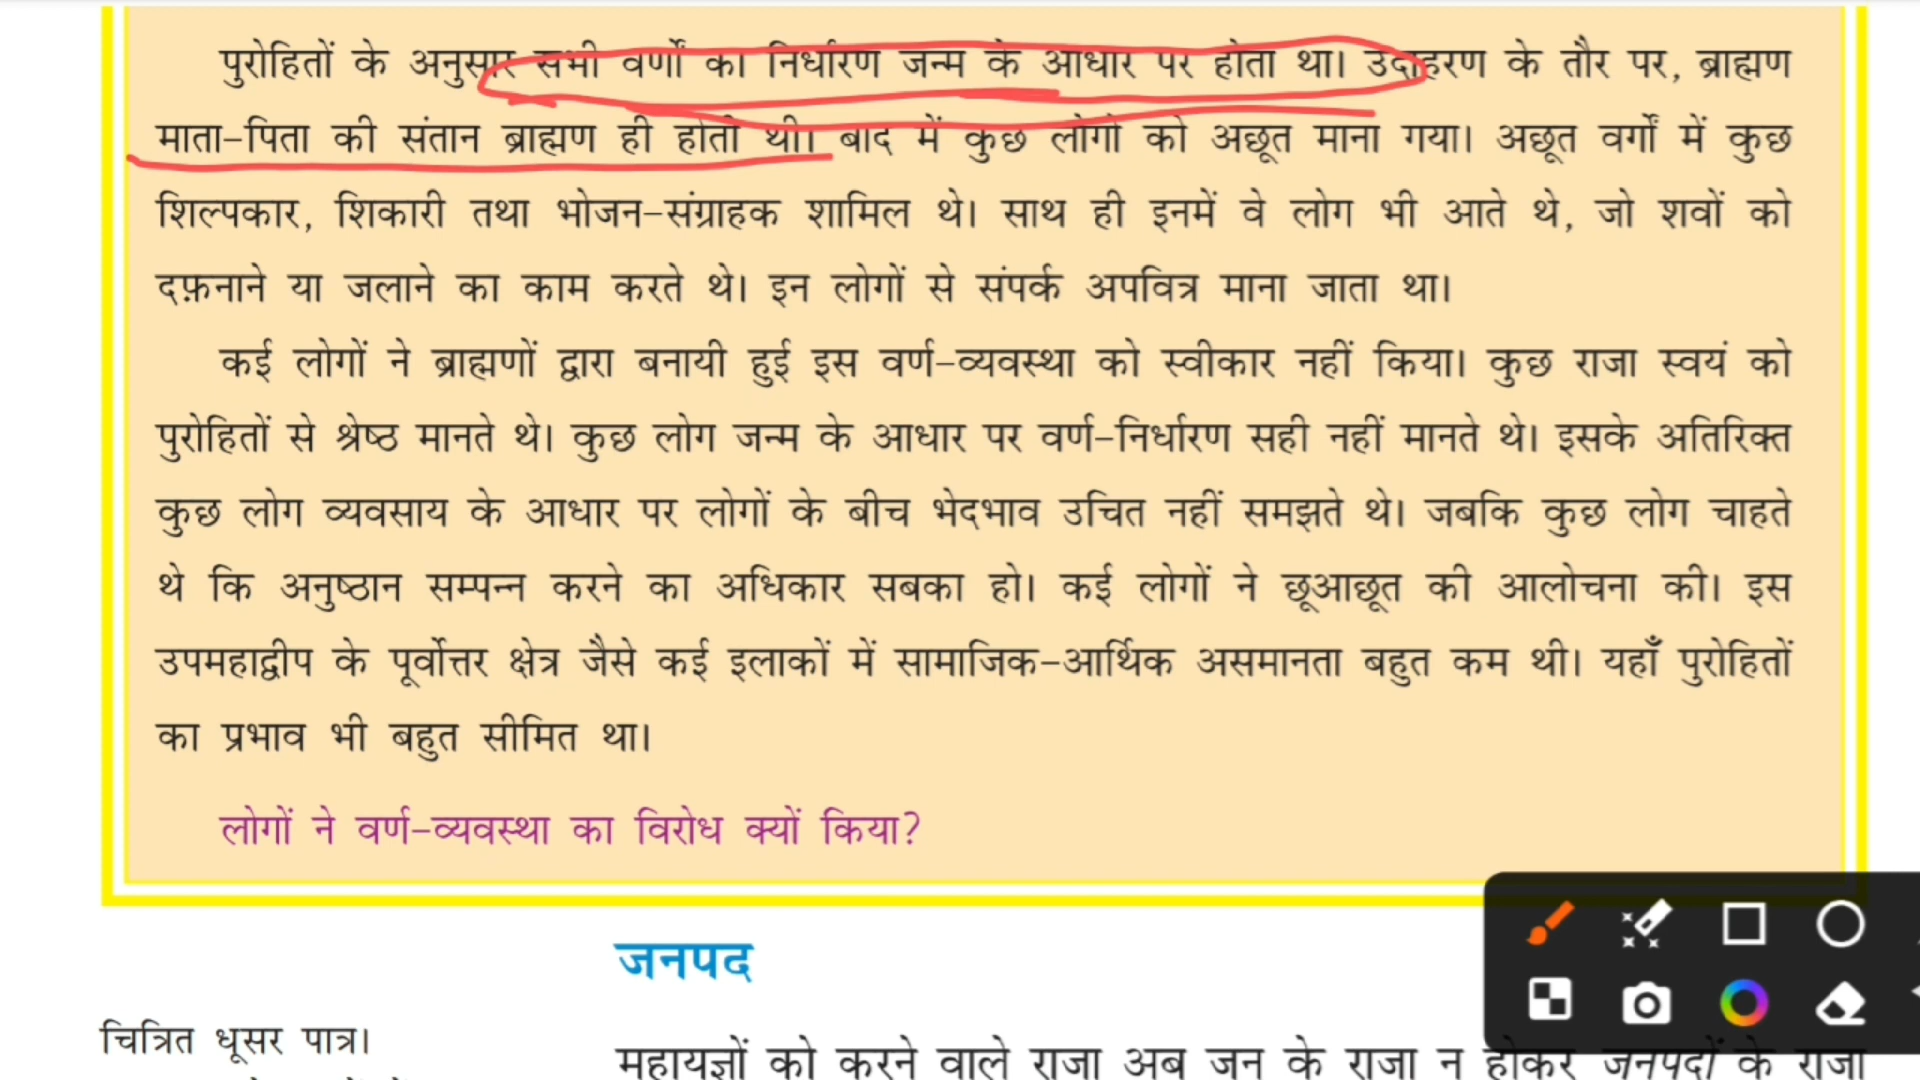 पुरोहितों के अनुसार सभी वर्णों का निर्धारण जन्म के आधार पर होता था। उदाहरण के तौर पर, ब्राह्मण
माता-पिता की संतान ब्राह्मण ही होती थी। बाद में कुछ लोगों को अछूत माना गया। अछूत वर्गों में कुछ
शिल्पकार, शिकारी तथा भोजन-संग्राहक शामिल थे। साथ ही इनमें वे लोग भी आते थे, जो शवों को
दफ़नाने या जलाने का काम करते थे। इन लोगों से संपर्क अपवित्र माना जाता था।
कई लोगों ने ब्राह्मणों द्वारा बनायी हुई इस वर्ण-व्यवस्था को स्वीकार नहीं किया। कुछ राजा स्वयं को
पुरोहितों से श्रेष्ठ मानते थे। कुछ लोग जन्म के आधार पर वर्ण-निर्धारण सही नहीं मानते थे। इसके अतिरिक्त
कुछ लोग व्यवसाय के आधार पर लोगों के बीच भेदभाव उचित नहीं समझते थे। जबकि कुछ लोग चाहते
थे कि अनुष्ठान सम्पन्न करने का अधिकार सबका हो। कई लोगों ने छूआछूत की आलोचना की। इस
उपमहाद्वीप के पूर्वोत्तर क्षेत्र जैसे कई इलाकों में सामाजिक-आर्थिक असमानता बहुत कम थी। यहाँ पुरोहितों
का प्रभाव भी बहुत सीमित था।
लोगों ने वर्ण-व्यवस्था का विरोध क्यों किया?
जनपद
चित्रित धूसर पात्र।
महायज्ञों को करने वाले राजा अब जन के राजा न होकर जनपदों के राजा